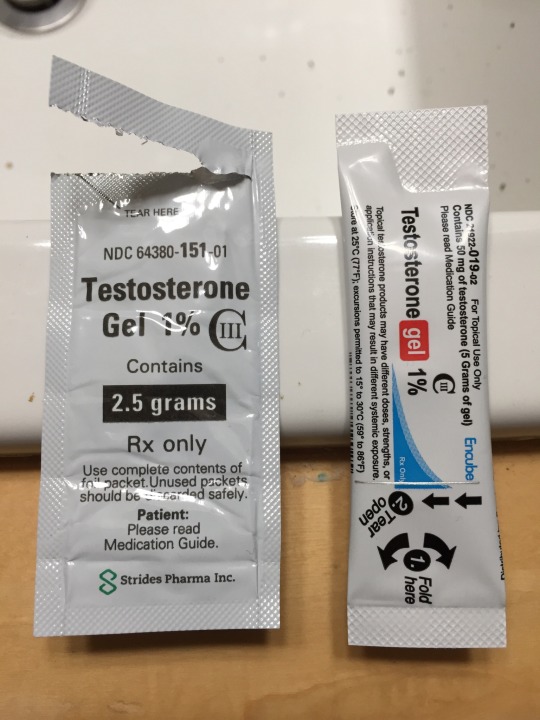 TEAR HERE
NDC 64380-151-01
Testosterone
Gel 1% CIII
Contains
2.5 grams
Rx only
Use complete contents of
foil packet. Unused packets
should be discarded safely.
Patient:
Please read
Medication Guide.
Strides Pharma Inc.
NDC 21922-019-02 For Topical Use Only
Contains 50 mg of testosterone (5 Grams of gel)
Please read Medication Guide
Encube
CIII
Testosterone gel 1%
Rx Only
Topical testosterone products may have different doses, strengths, or
application instructions that may result in different systemic exposure.
Store at 25°C (77°F); excursions permitted to 15° to 30°C (59° to 86°F)
2. Tear
open
1. Fold
here